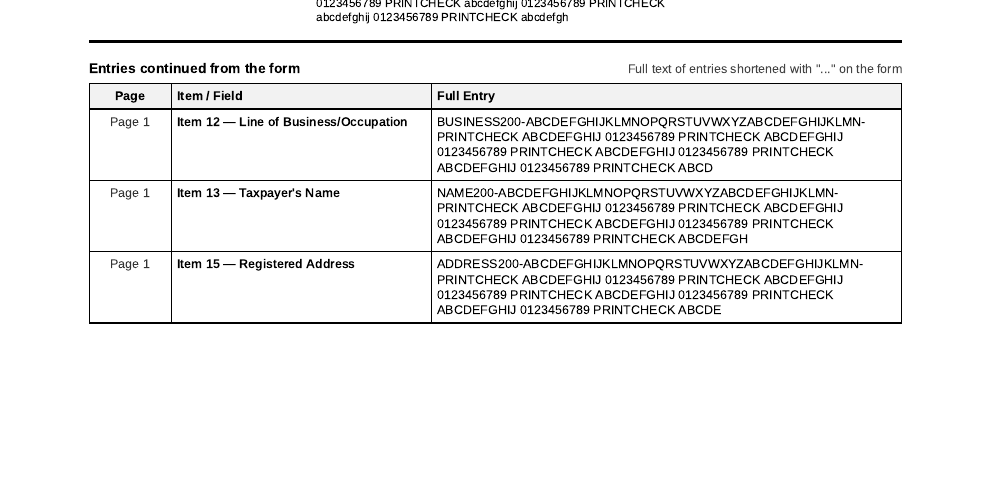 0123456789 PRINTCHECK abcdefghij 0123456789 PRINTCHECK
abcdefghij 0123456789 PRINTCHECK abcdefgh
Entries continued from the form
Full text of entries shortened with "..." on the form
Page
Item / Field
Full Entry
Page 1
Item 12 — Line of Business/Occupation
BUSINESS200-ABCDEFGHIJKLMNOPQRSTUVWXYZABCDEFGHIJKLMN-
PRINTCHECK ABCDEFGHIJ 0123456789 PRINTCHECK ABCDEFGHIJ
0123456789 PRINTCHECK ABCDEFGHIJ 0123456789 PRINTCHECK
ABCDEFGHIJ 0123456789 PRINTCHECK ABCD
Page 1
Item 13 — Taxpayer's Name
NAME200-ABCDEFGHIJKLMNOPQRSTUVWXYZABCDEFGHIJKLMN-
PRINTCHECK ABCDEFGHIJ 0123456789 PRINTCHECK ABCDEFGHIJ
0123456789 PRINTCHECK ABCDEFGHIJ 0123456789 PRINTCHECK
ABCDEFGHIJ 0123456789 PRINTCHECK ABCDEFGH
Page 1
Item 15 — Registered Address
ADDRESS200-ABCDEFGHIJKLMNOPQRSTUVWXYZABCDEFGHIJKLMN-
PRINTCHECK ABCDEFGHIJ 0123456789 PRINTCHECK ABCDEFGHIJ
0123456789 PRINTCHECK ABCDEFGHIJ 0123456789 PRINTCHECK
ABCDEFGHIJ 0123456789 PRINTCHECK ABCDE